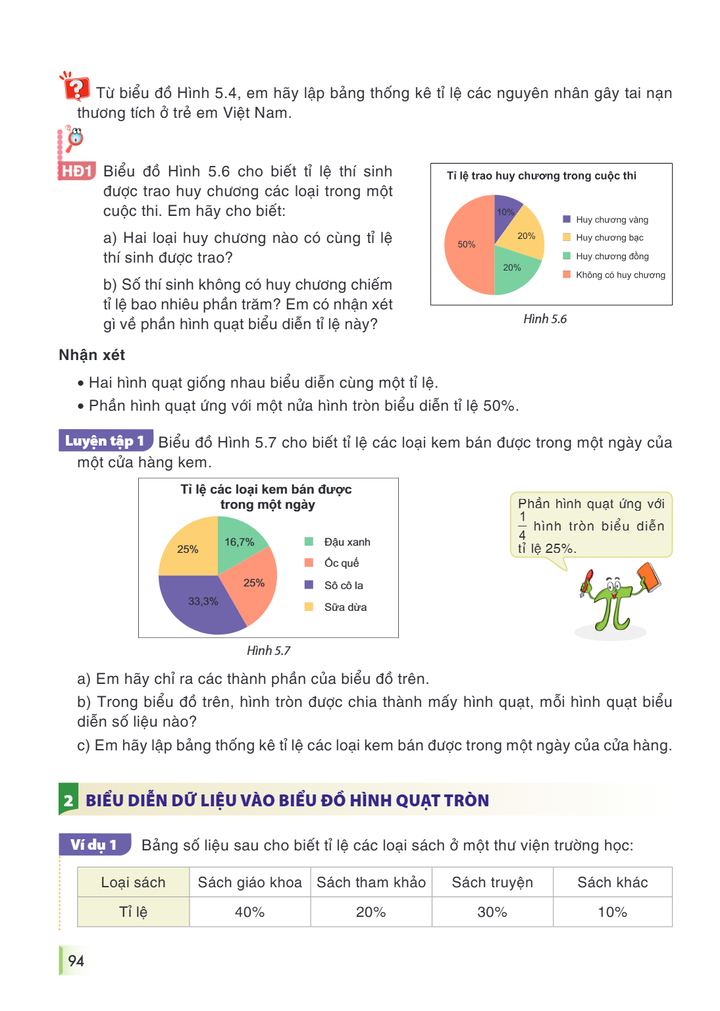 Từ biểu đồ Hình 5.4, em hãy lập bảng thống kê tỉ lệ các nguyên nhân gây tai nạn
thương tích ở trẻ em Việt Nam.
HĐ1 Biểu đồ Hình 5.6 cho biết tỉ lệ thí sinh
được trao huy chương các loại trong một
cuộc thi. Em hãy cho biết:
a) Hai loại huy chương nào có cùng tỉ lệ
thí sinh được trao?
b) Số thí sinh không có huy chương chiếm
tỉ lệ bao nhiêu phần trăm? Em có nhận xét
gì về phần hình quạt biểu diễn tỉ lệ này?
Tỉ lệ trao huy chương trong cuộc thi
10%
20%
20%
50%
Huy chương vàng
Huy chương bạc
Huy chương đồng
Không có huy chương
Hình 5.6
Nhận xét
• Hai hình quạt giống nhau biểu diễn cùng một tỉ lệ.
• Phần hình quạt ứng với một nửa hình tròn biểu diễn tỉ lệ 50%.
Luyện tập 1 Biểu đồ Hình 5.7 cho biết tỉ lệ các loại kem bán được trong một ngày của
một cửa hàng kem.
Tỉ lệ các loại kem bán được
trong một ngày
16,7%
25%
33,3%
25%
Đậu xanh
Ốc quế
Sô cô la
Sữa dừa
Hình 5.7
Phần hình quạt ứng với
1/4 hình tròn biểu diễn
tỉ lệ 25%.
a) Em hãy chỉ ra các thành phần của biểu đồ trên.
b) Trong biểu đồ trên, hình tròn được chia thành mấy hình quạt, mỗi hình quạt biểu
diễn số liệu nào?
c) Em hãy lập bảng thống kê tỉ lệ các loại kem bán được trong một ngày của cửa hàng.
2 BIỂU DIỄN DỮ LIỆU VÀO BIỂU ĐỒ HÌNH QUẠT TRÒN
Ví dụ 1 Bảng số liệu sau cho biết tỉ lệ các loại sách ở một thư viện trường học:
Loại sách Sách giáo khoa Sách tham khảo Sách truyện Sách khác
Tỉ lệ 40% 20% 30% 10%
94